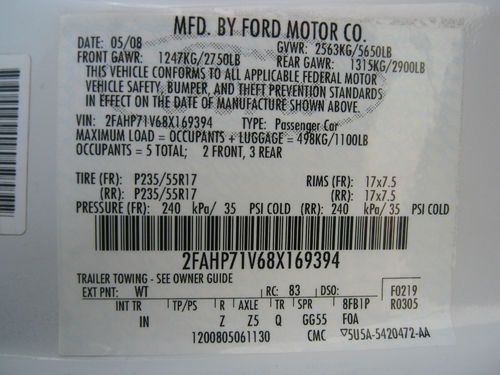 MFD. BY FORD MOTOR CO.
DATE: 05/08 GVWR: 2563KG/5650LB
FRONT GAWR: 1247KG/2750LB REAR GAWR: 1315KG/2900LB
THIS VEHICLE CONFORMS TO ALL APPLICABLE FEDERAL MOTOR
VEHICLE SAFETY, BUMPER, AND THEFT PREVENTION STANDARDS
IN EFFECT ON THE DATE OF MANUFACTURE SHOWN ABOVE.
VIN: 2FAHP71V68X169394 TYPE: Passenger Car
MAXIMUM LOAD = OCCUPANTS + LUGGAGE = 498KG/1100LB
OCCUPANTS = 5 TOTAL; 2 FRONT, 3 REAR
TIRE (FR): P235/55R17 RIMS (FR): 17x7.5
(RR): P235/55R17 (RR): 17x7.5
PRESSURE (FR): 240 kPa/ 35 PSI COLD (RR) 240 kPa/ 35 PSI COLD
2FAHP71V68X169394
TRAILER TOWING - SEE OWNER GUIDE
EXT PNT: WT RC: 83 DSO: F0219
INT TR TP/PS R AXLE TR SPR 8FB1P R0305
IN Z Z5 Q GG55 FOA
1200805061130 CMC ▽5U5A-5420472-AA